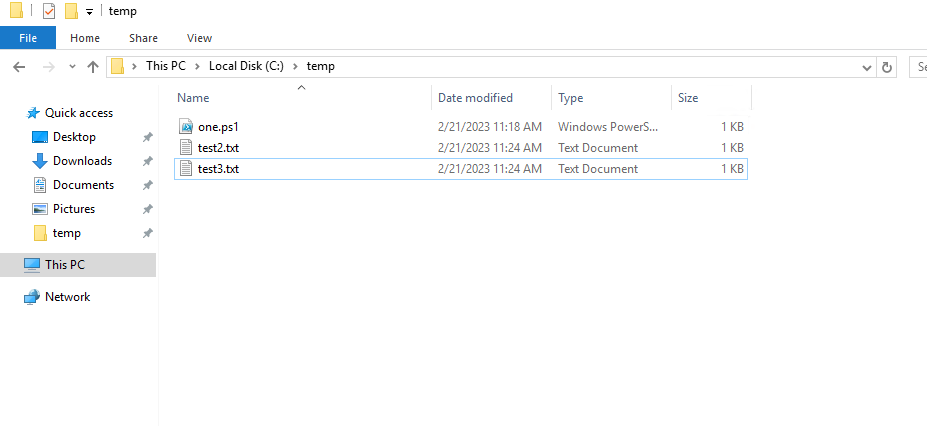 temp
File Home Share View
This PC Local Disk (C:) temp
Name Date modified Type Size
Quick access
Desktop
Downloads
Documents
Pictures
temp
This PC
Network
one.ps1 2/21/2023 11:18 AM Windows PowerS... 1 KB
test2.txt 2/21/2023 11:24 AM Text Document 1 KB
test3.txt 2/21/2023 11:24 AM Text Document 1 KB